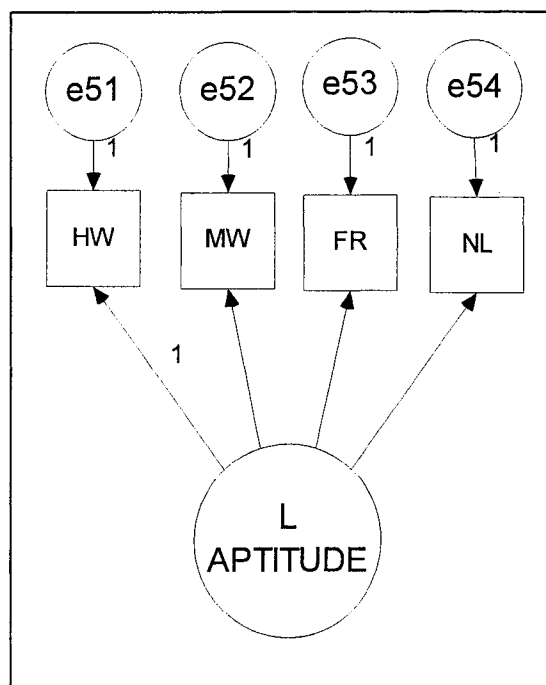 e51 e52 e53 e54
1 1 1 1
HW MW FR NL
1
L
APTITUDE